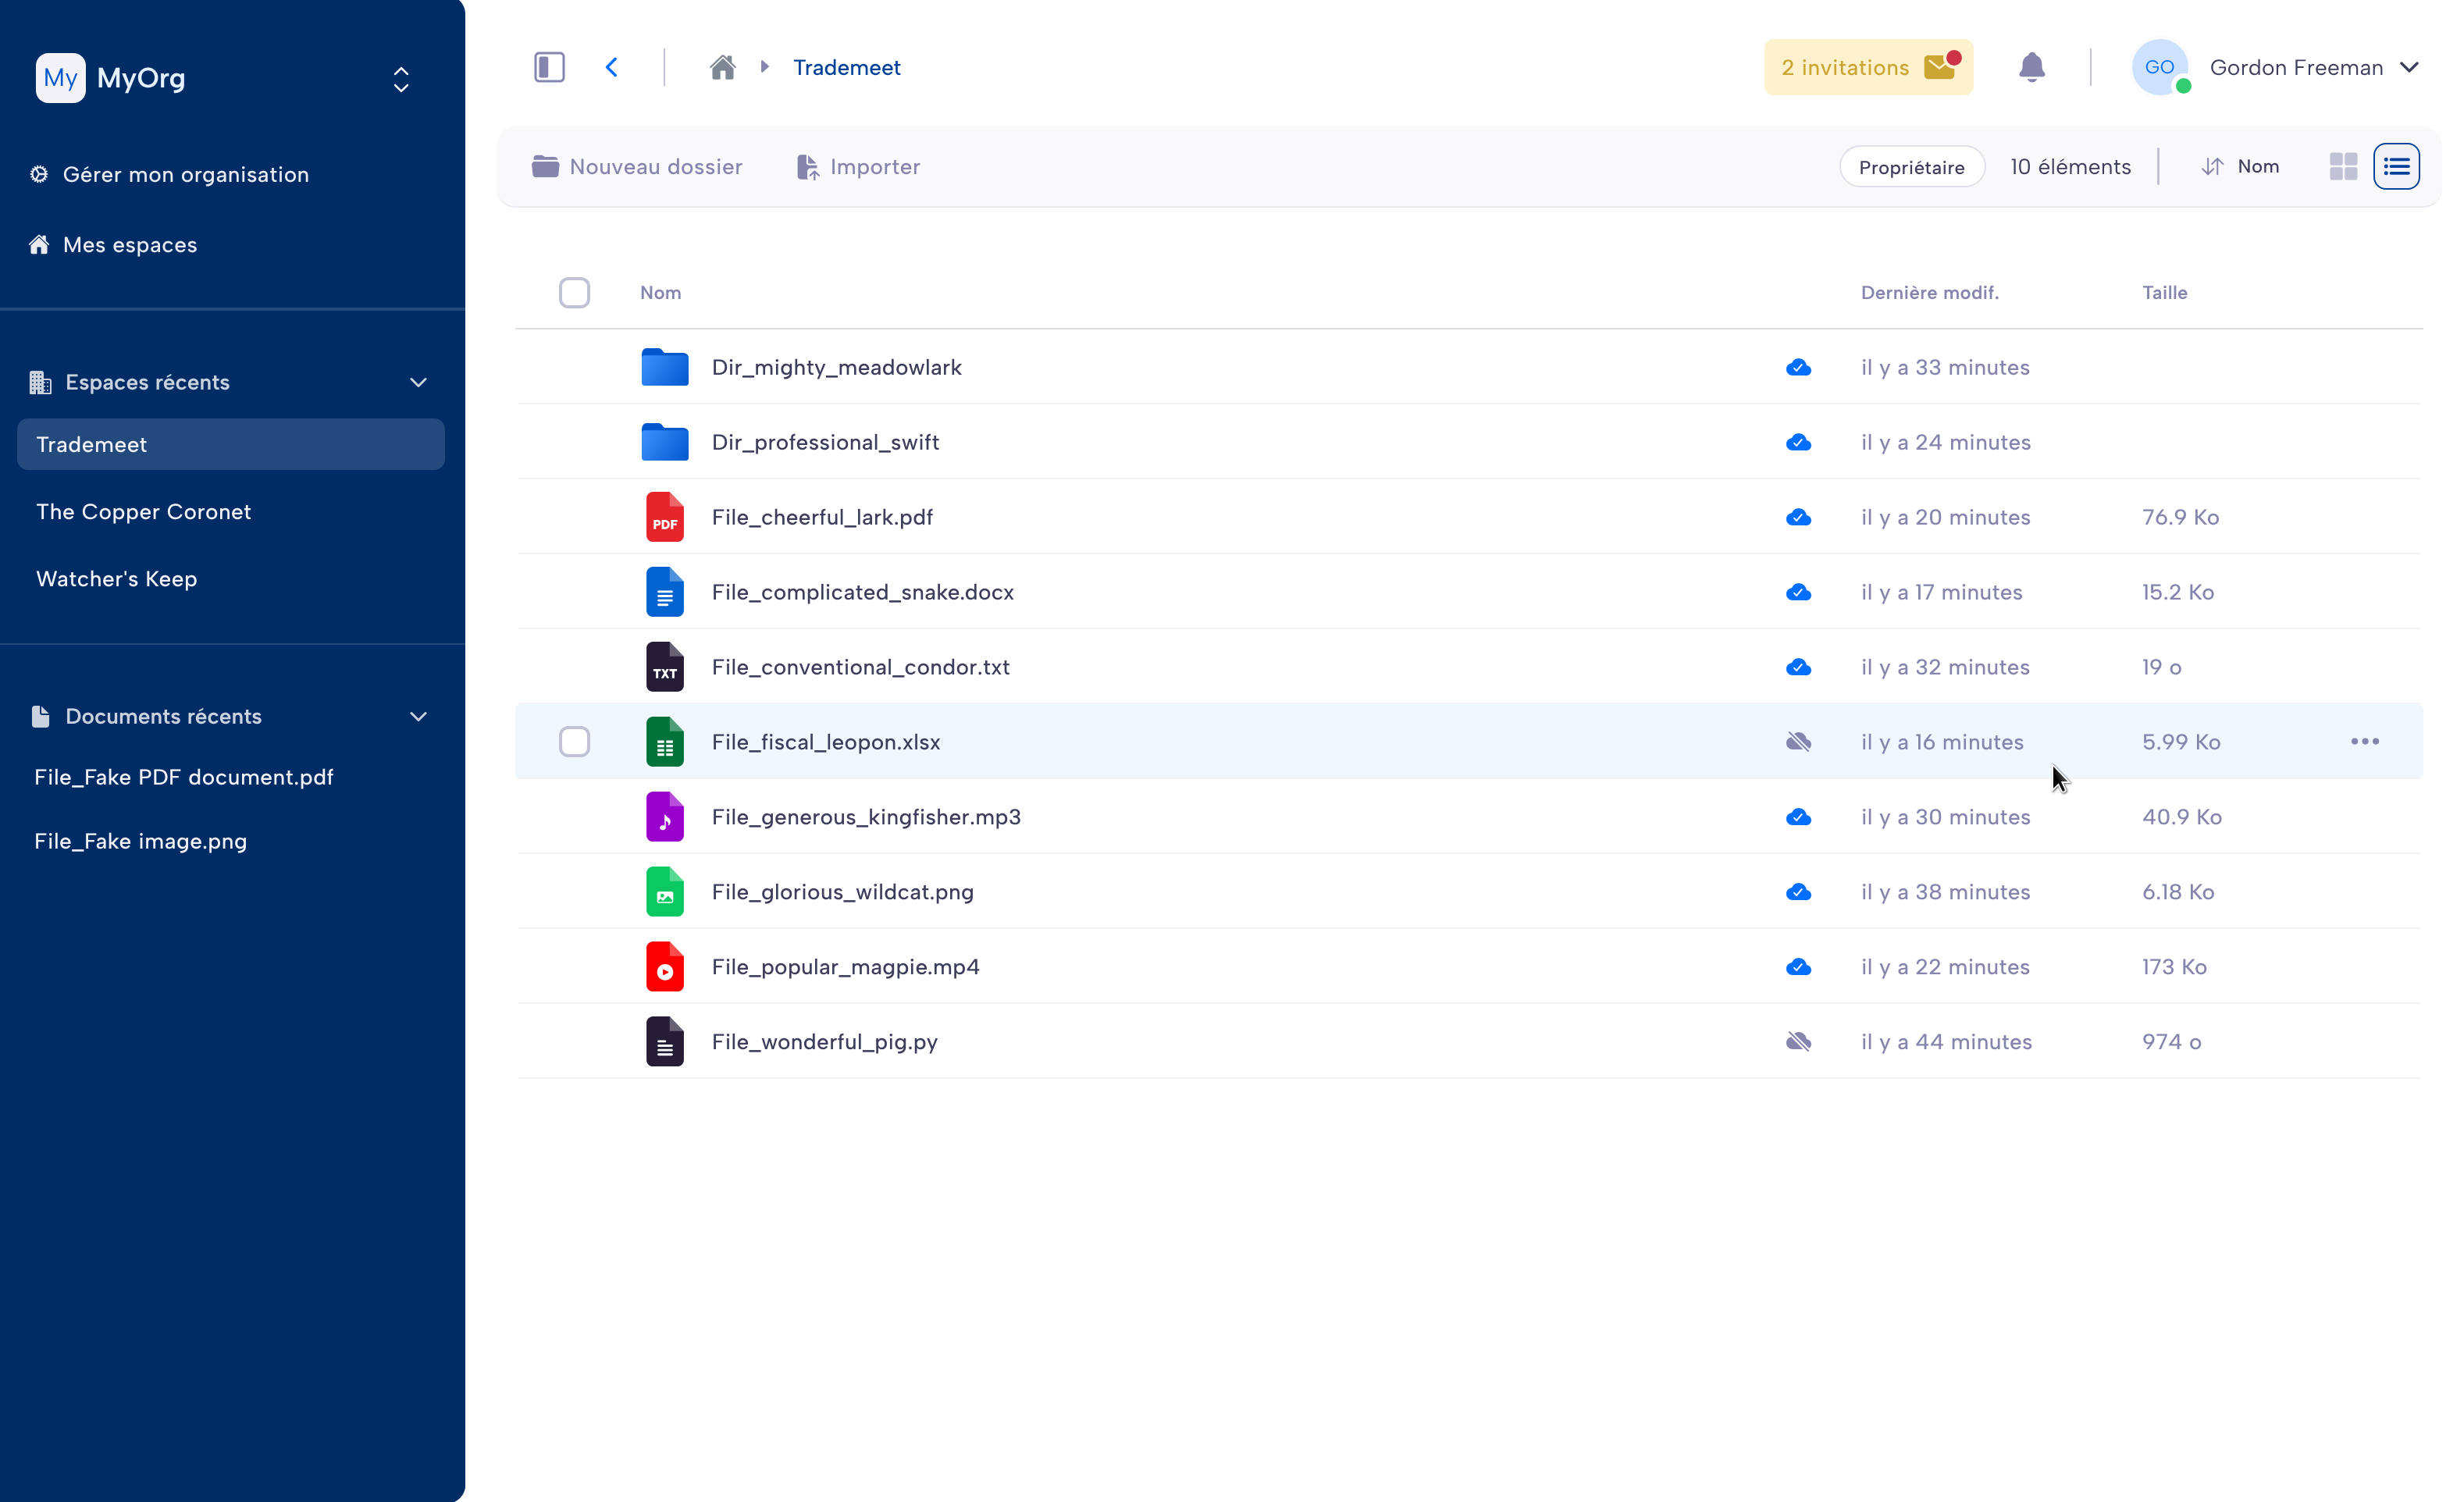 My MyOrg
Gérer mon organisation
Mes espaces
Espaces récents
Trademeet
The Copper Coronet
Watcher's Keep
Documents récents
File_Fake PDF document.pdf
File_Fake image.png
Trademeet
2 invitations
GO Gordon Freeman
Nouveau dossier
Importer
Propriétaire
10 éléments
Nom
Nom Dernière modif. Taille
Dir_mighty_meadowlark il y a 33 minutes
Dir_professional_swift il y a 24 minutes
PDF File_cheerful_lark.pdf il y a 20 minutes 76.9 Ko
File_complicated_snake.docx il y a 17 minutes 15.2 Ko
TXT File_conventional_condor.txt il y a 32 minutes 19 o
File_fiscal_leopon.xlsx il y a 16 minutes 5.99 Ko
File_generous_kingfisher.mp3 il y a 30 minutes 40.9 Ko
File_glorious_wildcat.png il y a 38 minutes 6.18 Ko
File_popular_magpie.mp4 il y a 22 minutes 173 Ko
File_wonderful_pig.py il y a 44 minutes 974 o